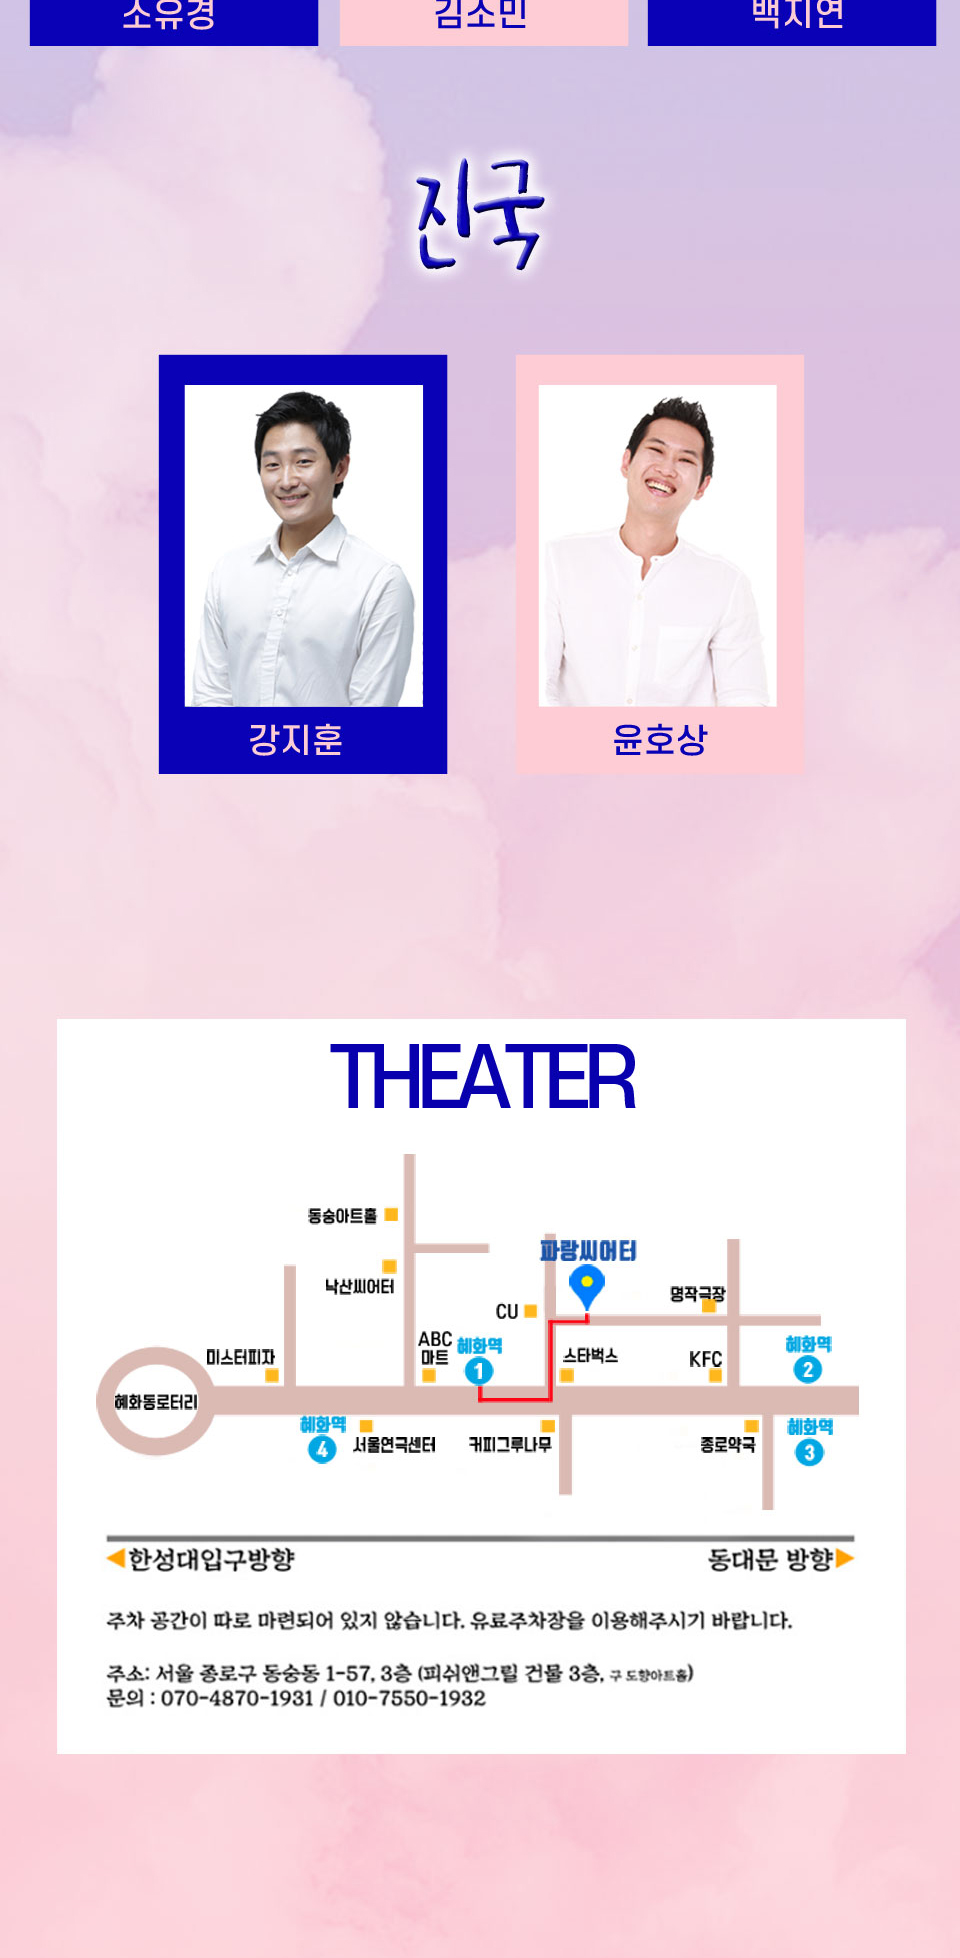 소유경 김소민 백지연
진국
강지훈 윤호상
THEATER
동숭아트홀
낙산씨어터
파랑씨어터
명작극장
CU
ABC
마트
혜화역
1
미스터피자
스타벅스
KFC
혜화역
2
혜화동로터리
혜화역
4
서울연극센터
커피그루나무
종로약국
혜화역
3
◀한성대입구방향 동대문 방향▶
주차 공간이 따로 마련되어 있지 않습니다. 유료주차장을 이용해주시기 바랍니다.
주소: 서울 종로구 동숭동 1-57, 3층 (피쉬앤그릴 건물 3층, 구 도향아트홀)
문의 : 070-4870-1931 / 010-7550-1932